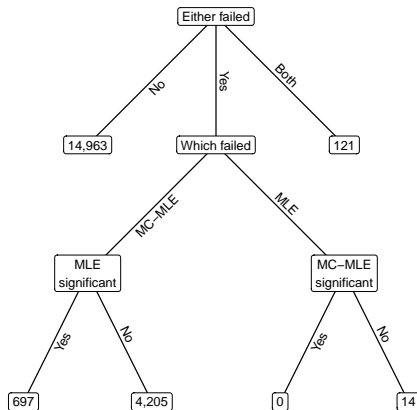 Either failed
No
Yes
Both
14,963
Which failed
121
MC−MLE
MLE
MLE
significant
MC−MLE
significant
Yes
No
Yes
No
697
4,205
0
14